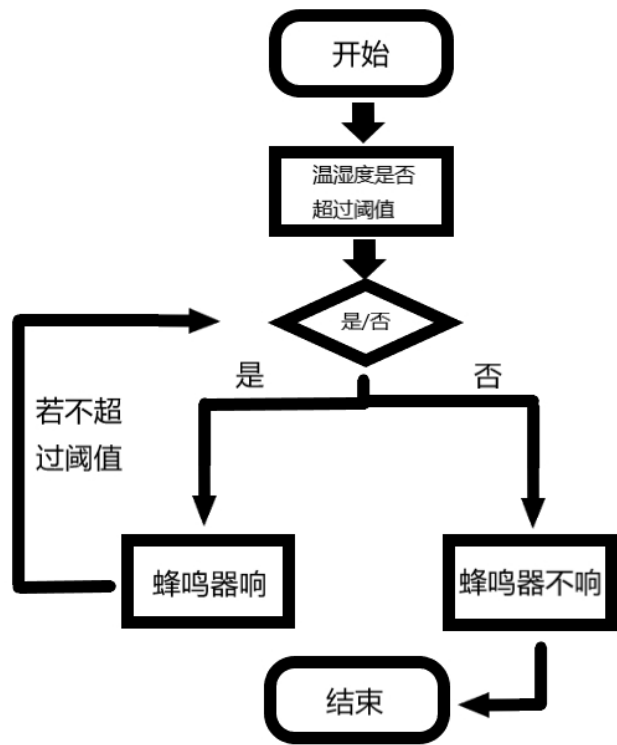 开始
温湿度是否
超过阈值
是/否
是
否
若不超
过阈值
蜂鸣器响
蜂鸣器不响
结束